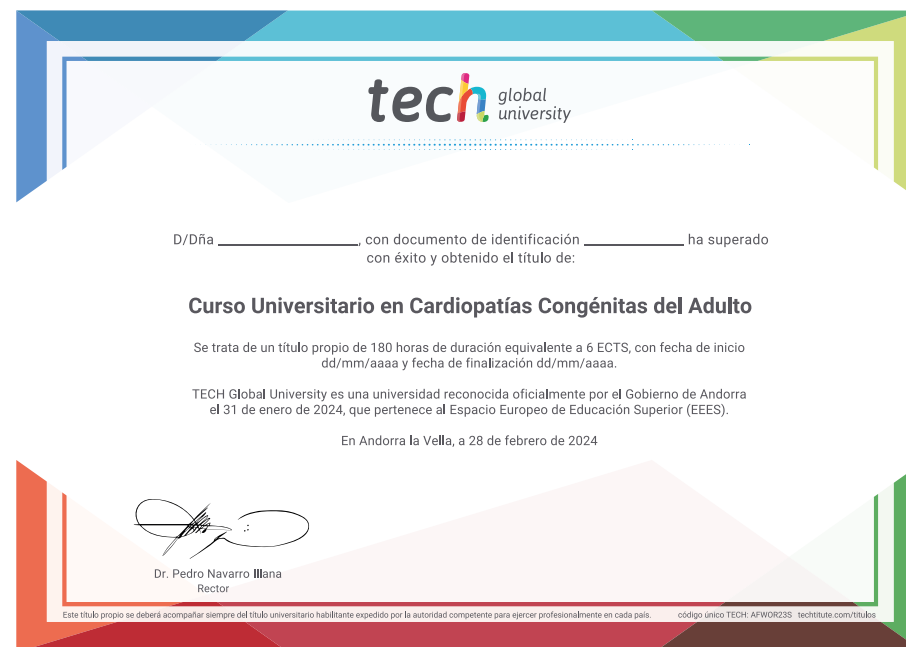 tech global university
D/Dña ____________, con documento de identificación ____________ ha superado
con éxito y obtenido el título de:
Curso Universitario en Cardiopatías Congénitas del Adulto
Se trata de un título propio de 180 horas de duración equivalente a 6 ECTS, con fecha de inicio
dd/mm/aaaa y fecha de finalización dd/mm/aaaa.
TECH Global University es una universidad reconocida oficialmente por el Gobierno de Andorra
el 31 de enero de 2024, que pertenece al Espacio Europeo de Educación Superior (EEES).
En Andorra la Vella, a 28 de febrero de 2024
Dr. Pedro Navarro Illana
Rector
Este título propio se deberá acompañar siempre del título universitario habilitante expedido por la autoridad competente para ejercer profesionalmente en cada país. código único TECH: AFWOR23S techtitute.com/titulos